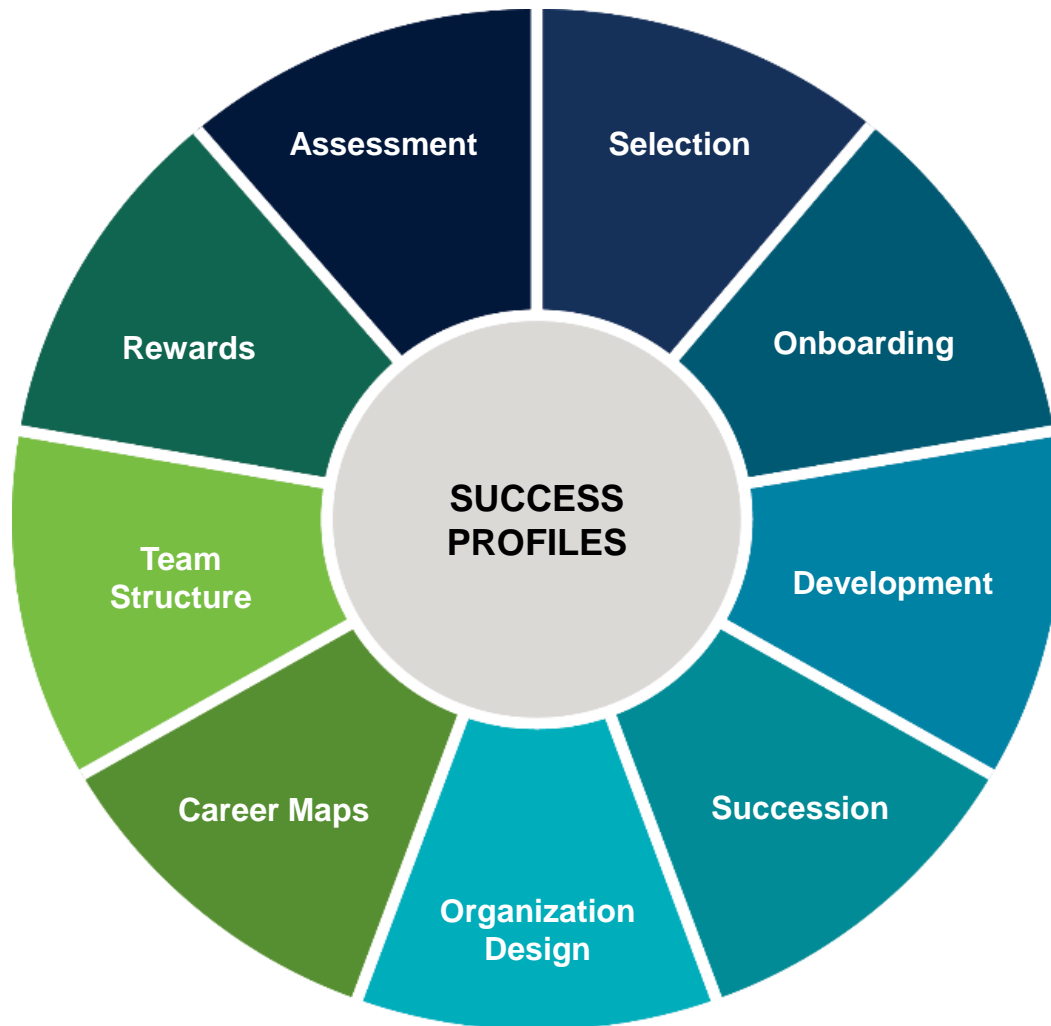 Assessment
Selection
Rewards
Onboarding
SUCCESS
PROFILES
Team
Structure
Development
Career Maps
Succession
Organization
Design